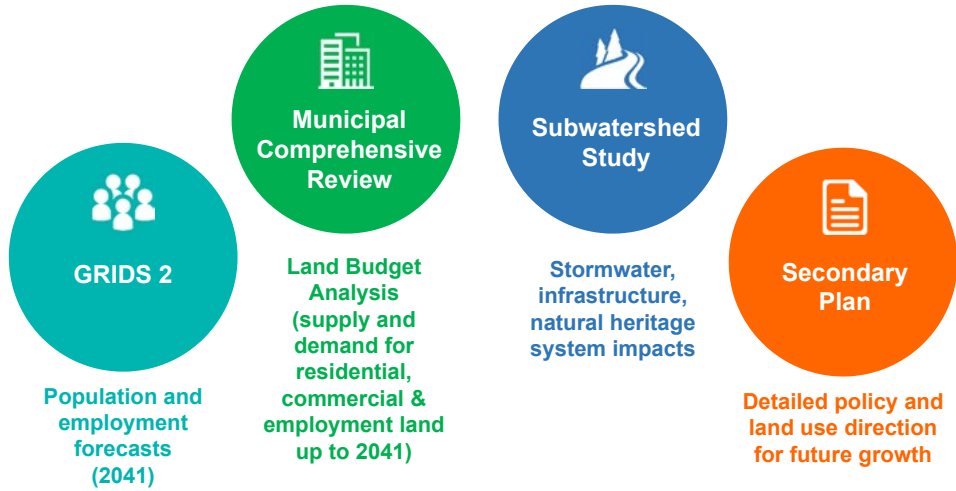 GRIDS 2
Population and
employment
forecasts
(2041)
Municipal
Comprehensive
Review
Land Budget
Analysis
(supply and
demand for
residential,
commercial &
employment land
up to 2041)
Subwatershed
Study
Stormwater,
infrastructure,
natural heritage
system impacts
Secondary
Plan
Detailed policy and
land use direction
for future growth